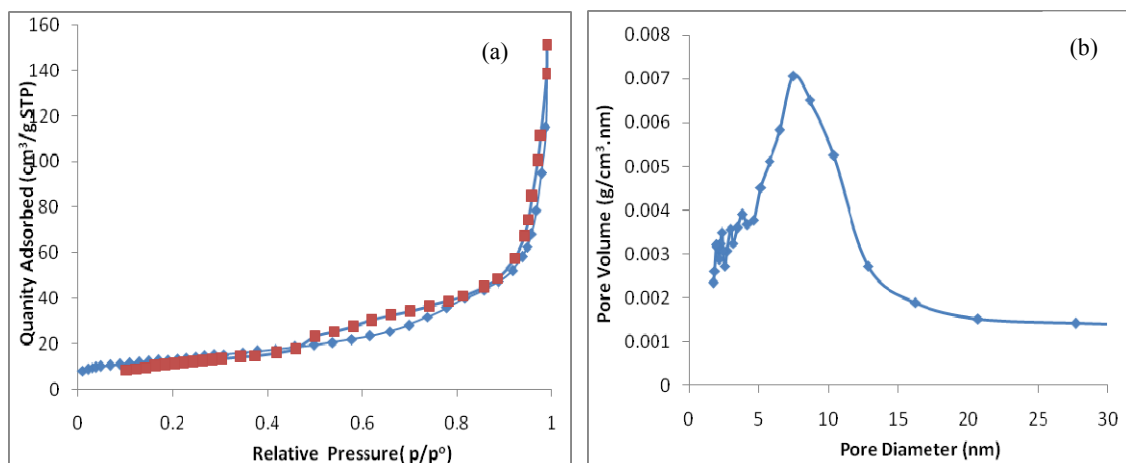 (a)
160
140
120
100
80
60
40
20
0
Quanity Adsorbed (cm³/g STP)
0 0.2 0.4 0.6 0.8 1
Relative Pressure( p/p°)
(b)
0.008
0.007
0.006
0.005
0.004
0.003
0.002
0.001
0
Pore Volume (g/cm³.nm)
0 5 10 15 20 25 30
Pore Diameter (nm)